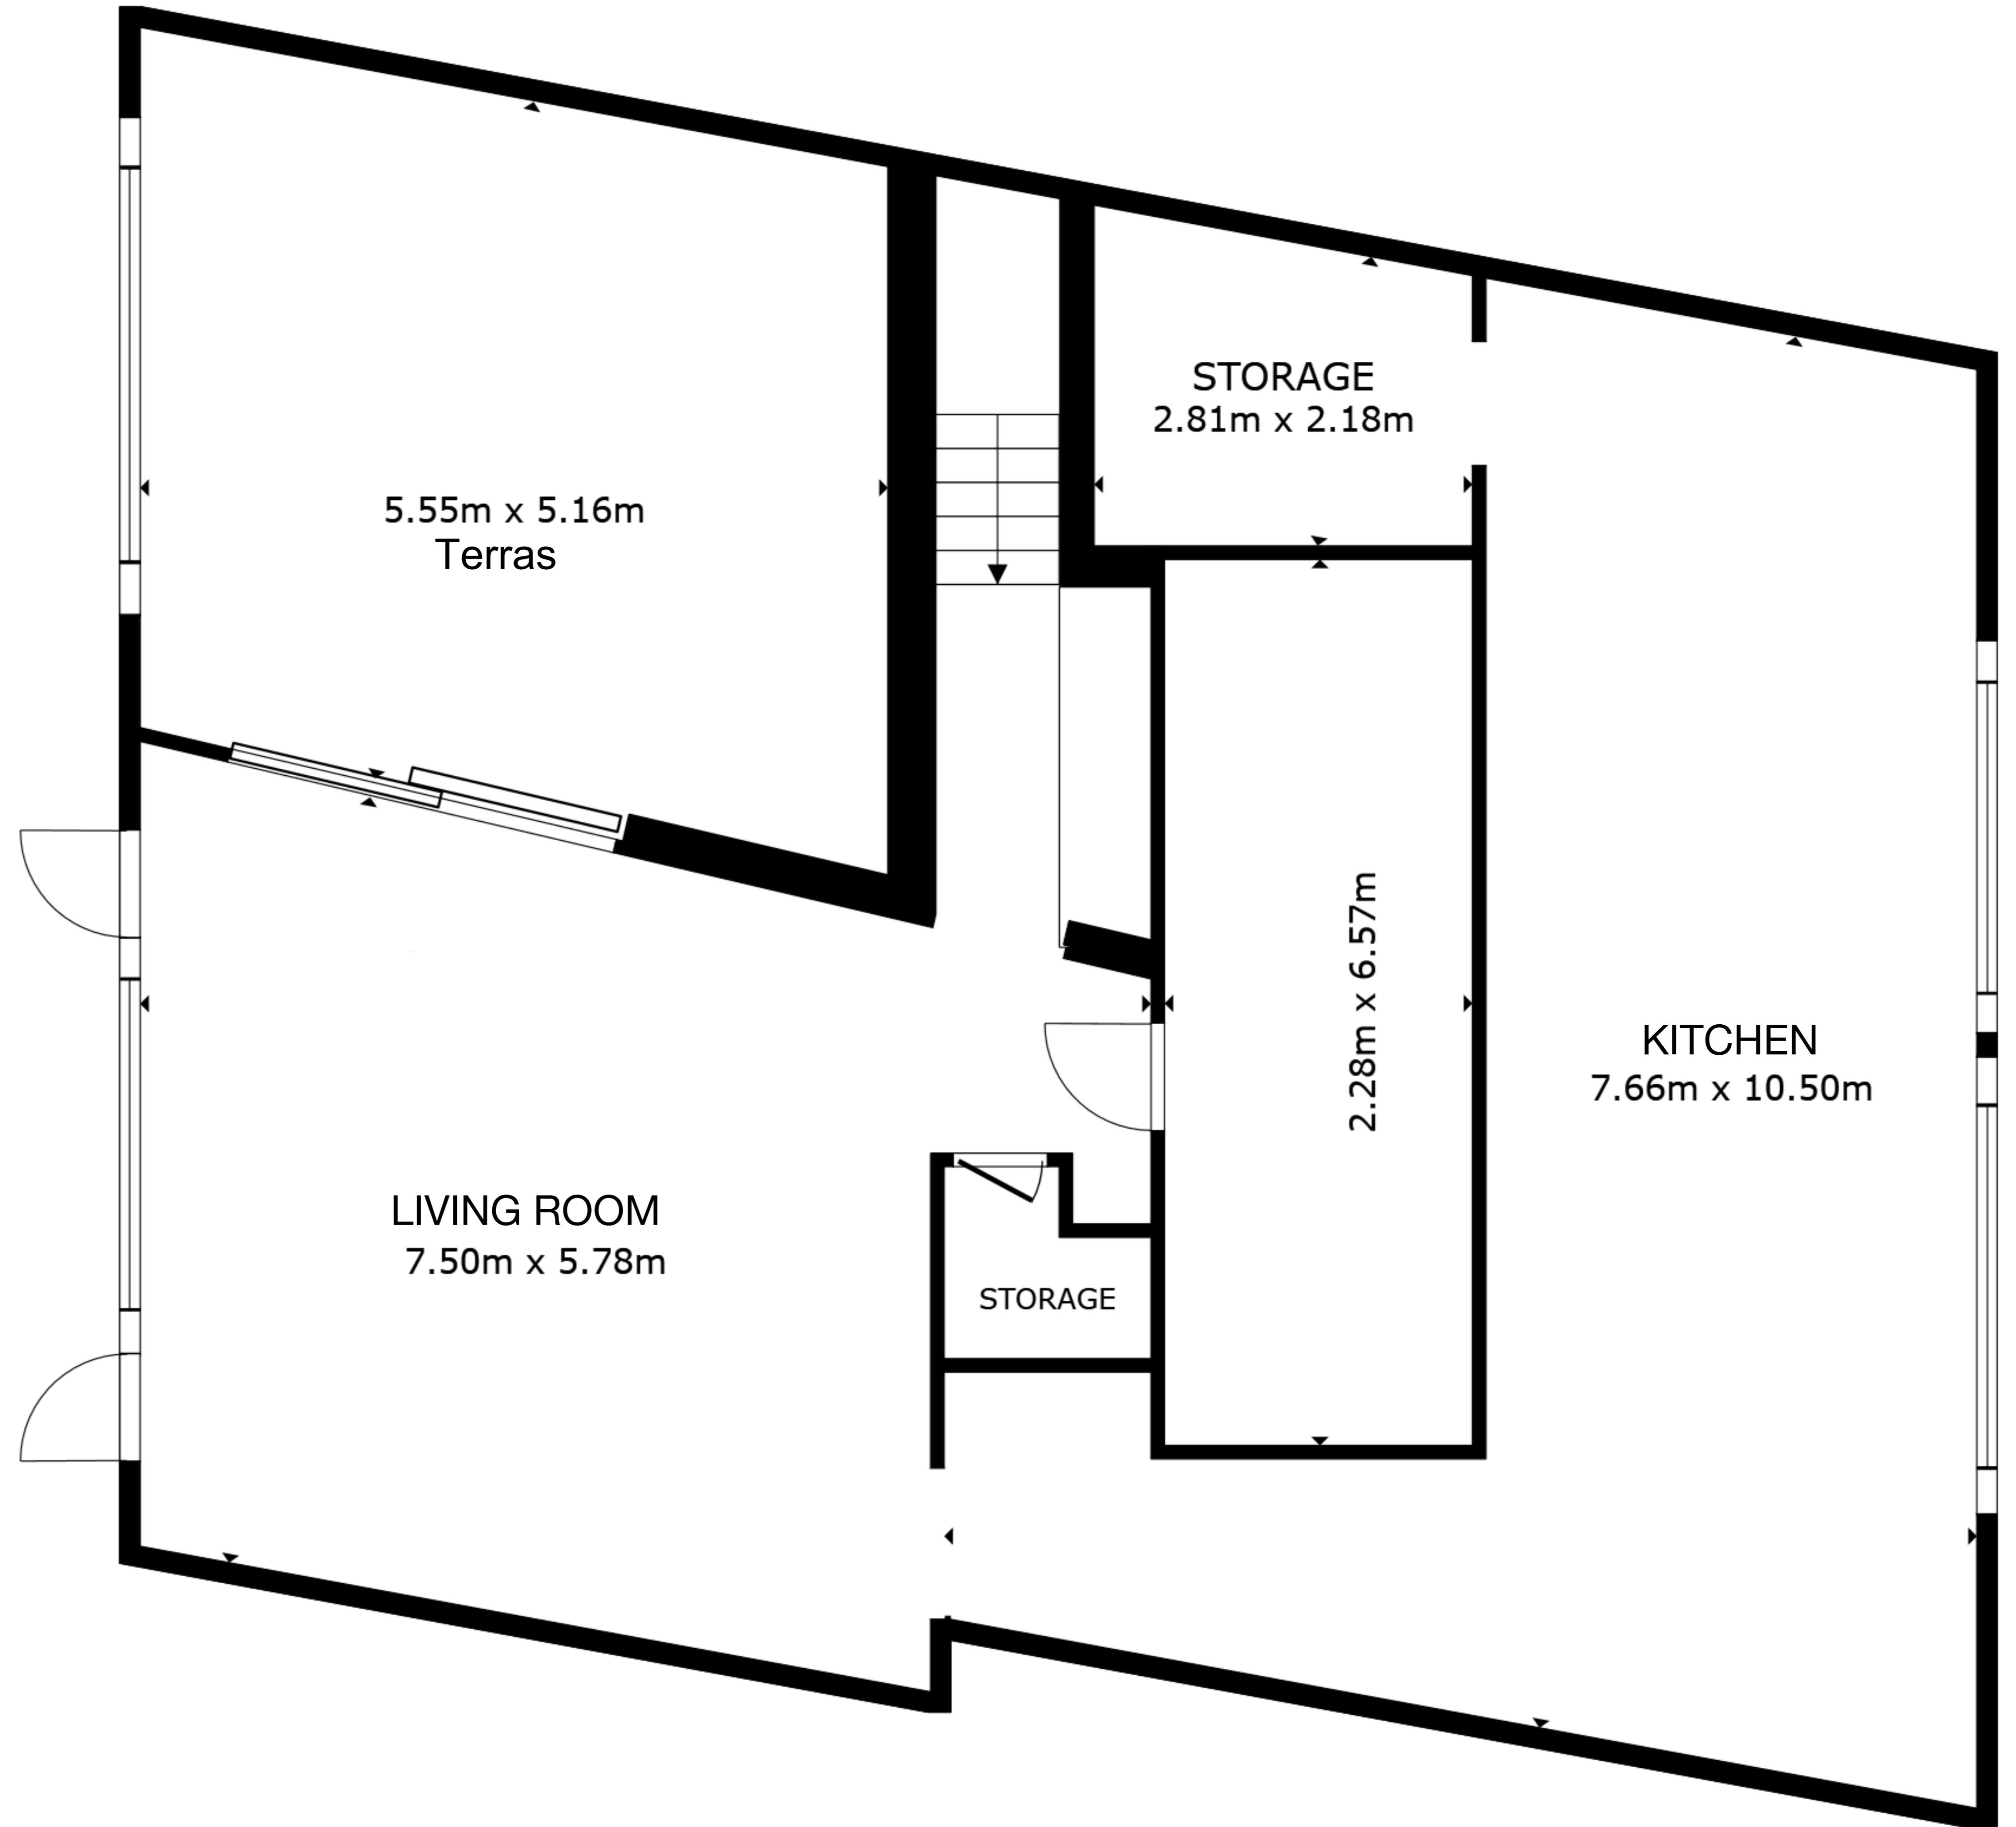 STORAGE
2.81m x 2.18m
5.55m x 5.16m
Terras
2.28m x 6.57m
KITCHEN
7.66m x 10.50m
LIVING ROOM
7.50m x 5.78m
STORAGE